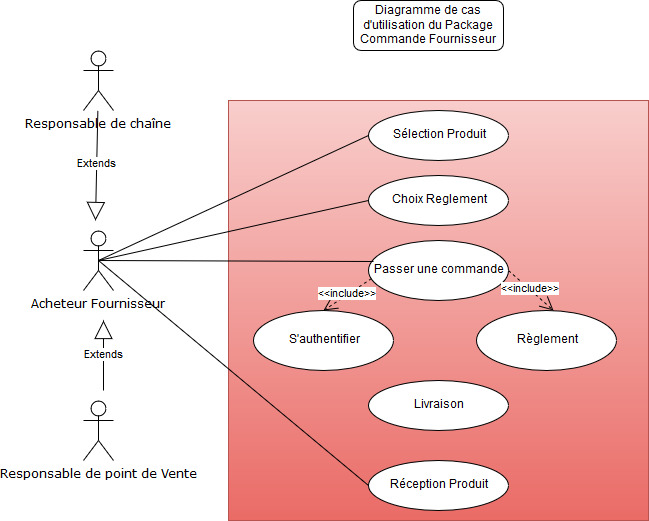 Diagramme de cas
d'utilisation du Package
Commande Fournisseur
Responsable de chaîne
Extends
Acheteur Fournisseur
Extends
Responsable de point de Vente
Sélection Produit
Choix Reglement
Passer une commande
<<include>>
<<include>>
S'authentifier
Règlement
Livraison
Réception Produit